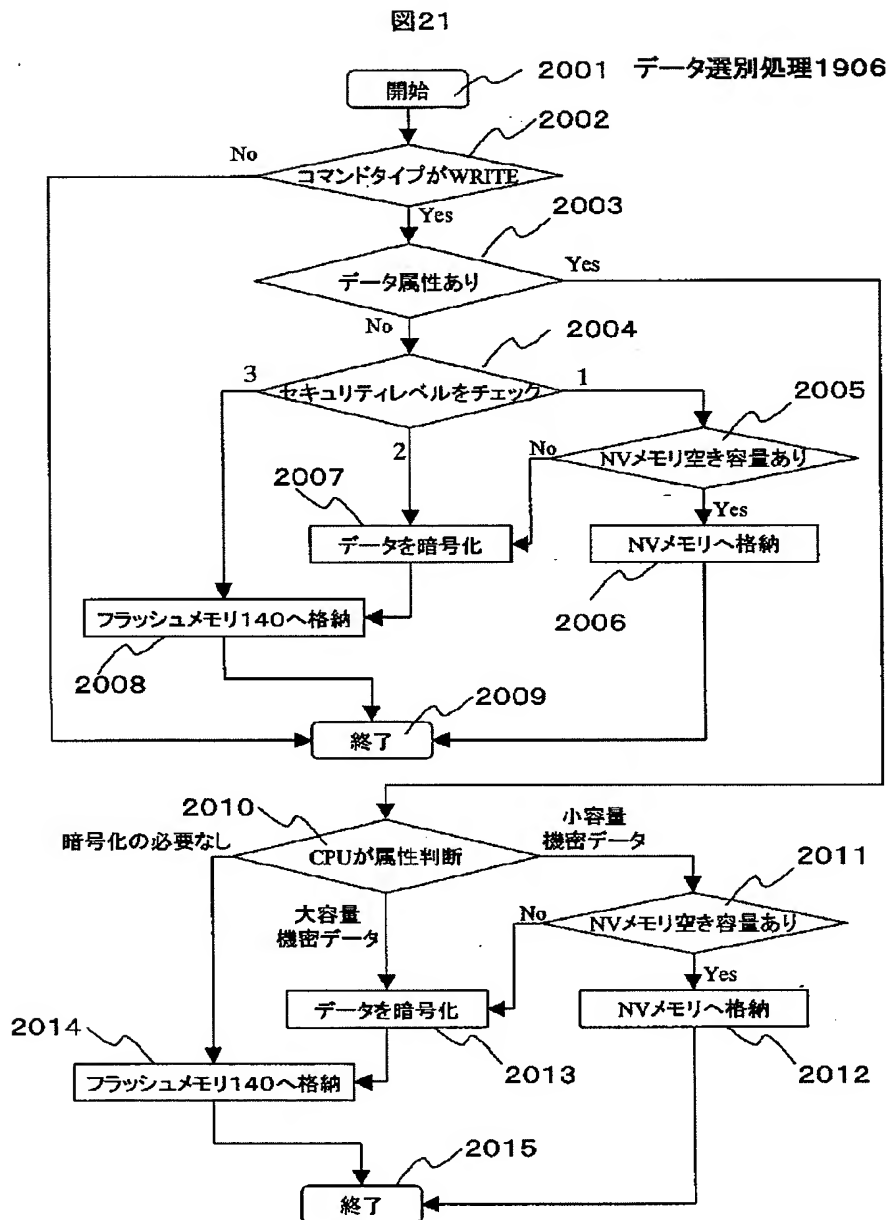 図21
2001 データ選別処理1906
開始
2002
No
コマンドタイプがWRITE
Yes
2003
データ属性あり
Yes
No
2004
3
セキュリティレベルをチェック
1
2005
2
No
NVメモリ空き容量あり
2007
Yes
データを暗号化
NVメモリへ格納
2006
フラッシュメモリ140へ格納
2008
2009
終了
2010
小容量
機密データ
暗号化の必要なし
CPUが属性判断
2011
大容量
機密データ
No
NVメモリ空き容量あり
Yes
データを暗号化
NVメモリへ格納
2014
2013
2012
フラッシュメモリ140へ格納
2015
終了